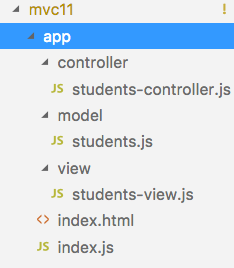 mvc11 !
app
controller
JS students-controller.js
model
JS students.js
view
JS students-view.js
<> index.html
JS index.js